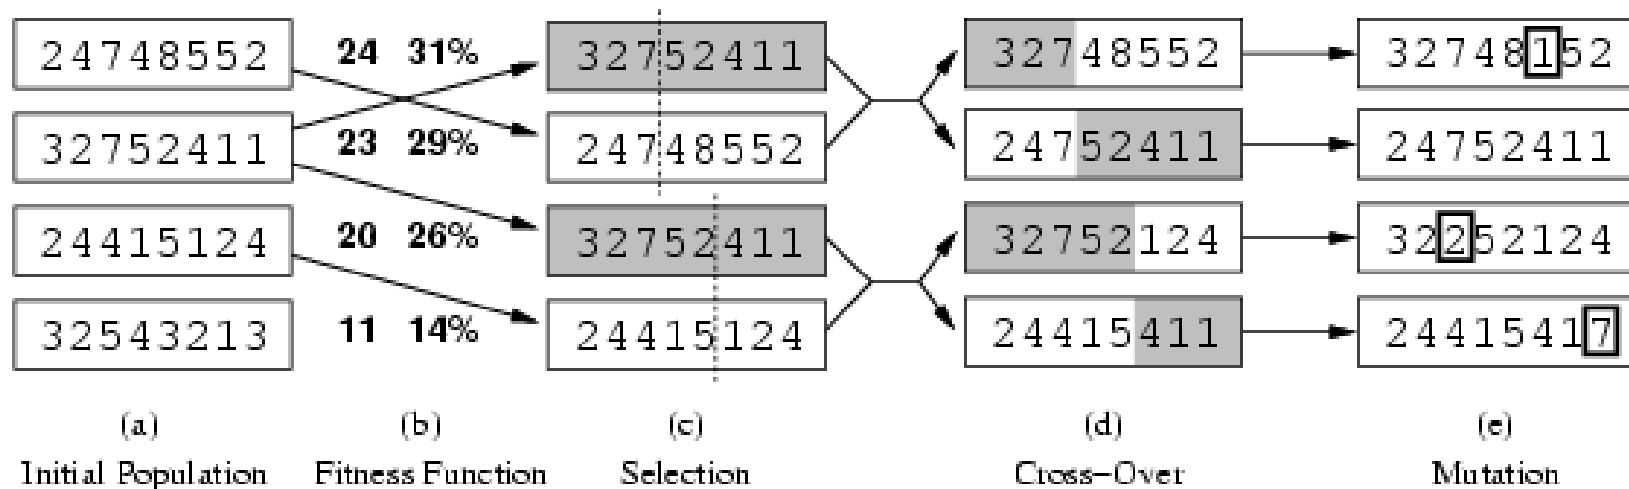 24748552 24 31% 32752411 32748552 32748152
32752411 23 29% 24748552 24752411 24752411
24415124 20 26% 32752411 32752124 32252124
32543213 11 14% 24415124 24415411 24415417
(a) (b) (c) (d) (e)
Initial Population Fitness Function Selection Cross-Over Mutation